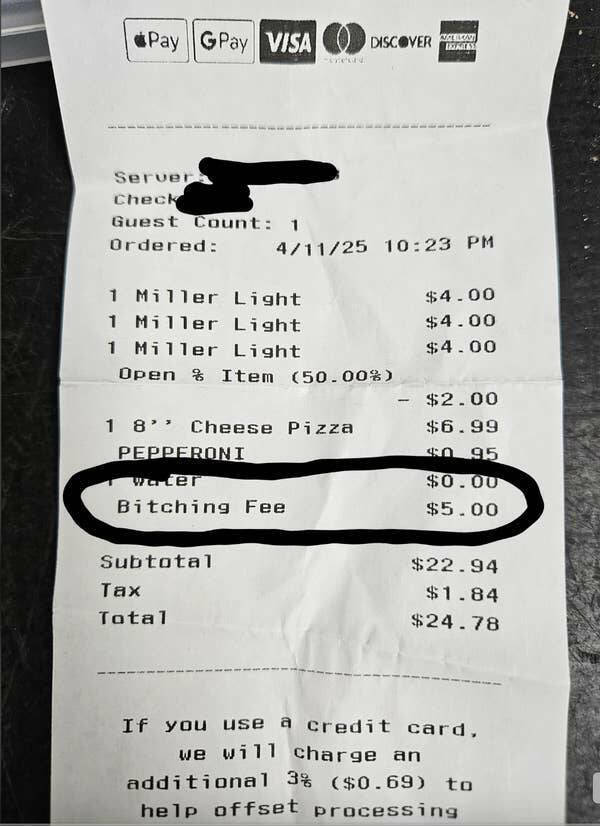 Pay G Pay VISA DISCOVER AMERICAN EXPRESS
Server:
Check
Guest Count: 1
Ordered: 4/11/25 10:23 PM
1 Miller Light $4.00
1 Miller Light $4.00
1 Miller Light $4.00
Open % Item (50.00%)
- $2.00
1 8'' Cheese Pizza $6.99
PEPPERONI $0.95
1 Water $0.00
Bitching Fee $5.00
Subtotal $22.94
Tax $1.84
Total $24.78
If you use a credit card,
we will charge an
additional 3% ($0.69) to
help offset processing